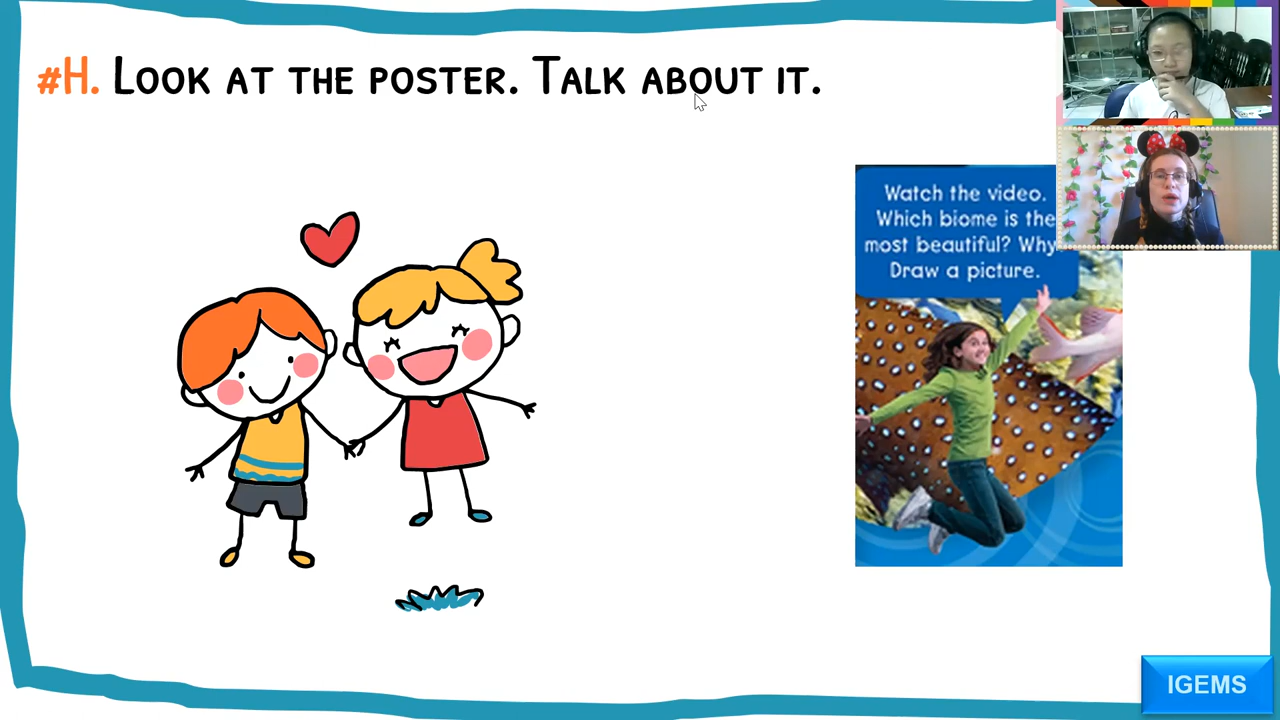 #H. LOOK AT THE POSTER. TALK ABOUT IT.
Watch the video.
Which biome is the
most beautiful? Why
Draw a picture.
IGEMS